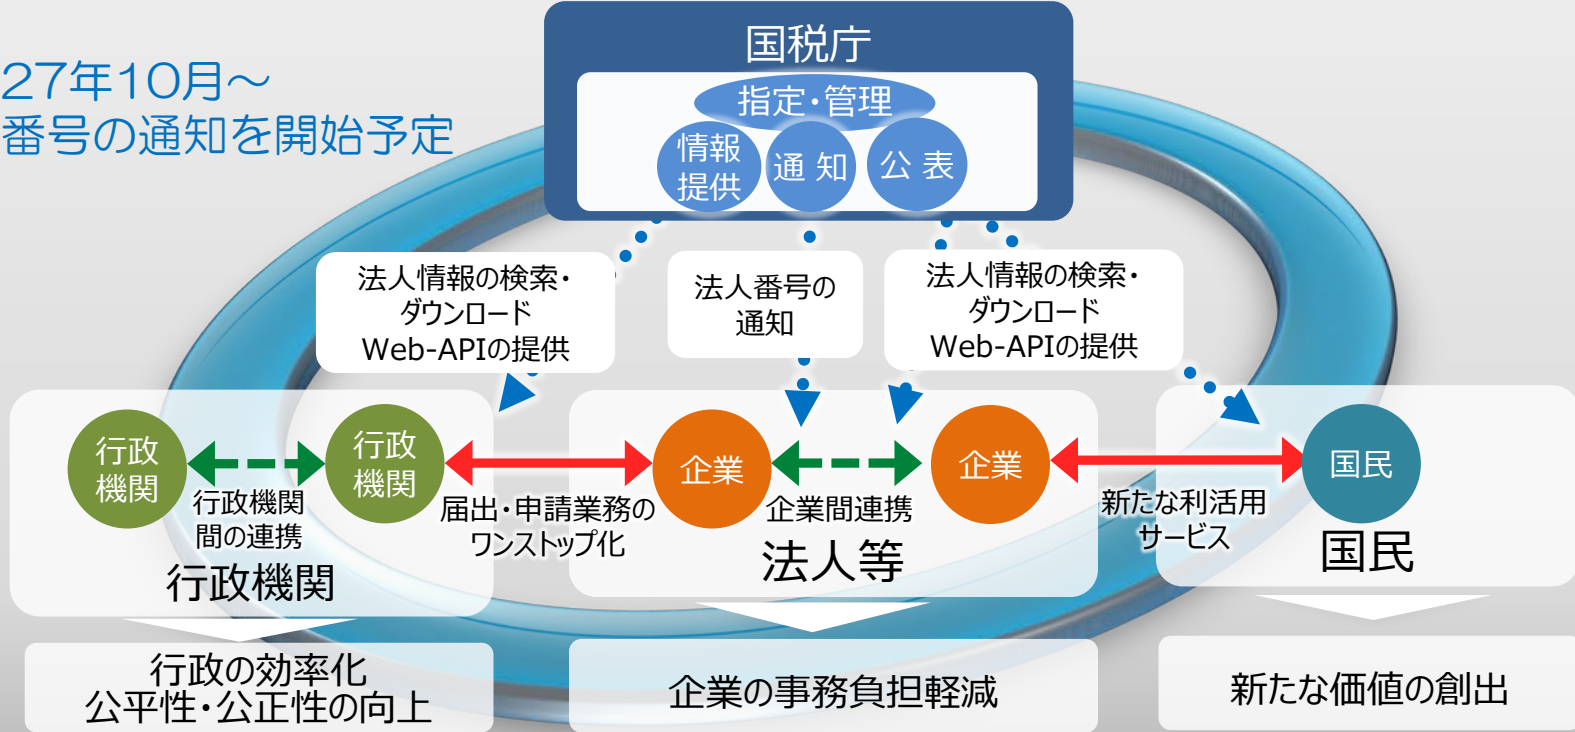 27年10月～
番号の通知を開始予定
国税庁
指定・管理
情報
提供
通 知
公 表
法人情報の検索・
ダウンロード
Web-APIの提供
法人番号の
通知
法人情報の検索・
ダウンロード
Web-APIの提供
行政
機関
行政
機関
企業
企業
国民
行政機関
間の連携
届出・申請業務の
ワンストップ化
企業間連携
新たな利活用
サービス
行政機関
法人等
国民
行政の効率化
公平性・公正性の向上
企業の事務負担軽減
新たな価値の創出